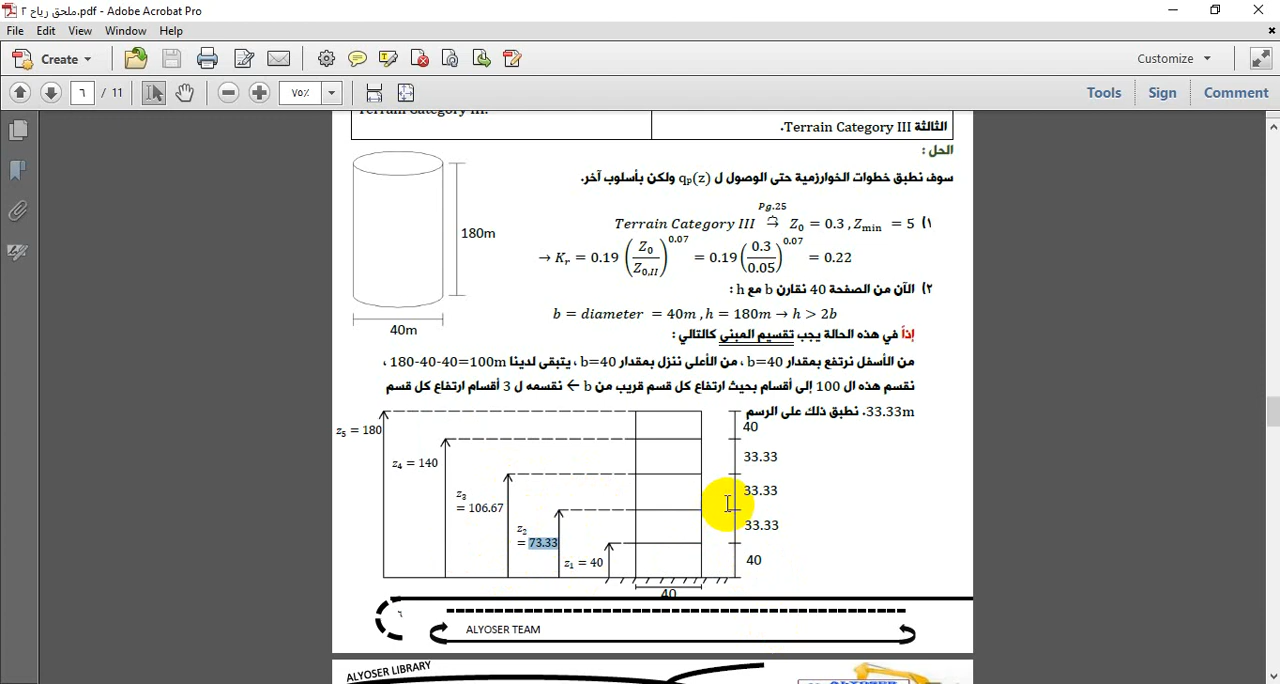 ملحق رياح ٢.pdf - Adobe Acrobat Pro
File Edit View Window Help
Create Customize
٦ / 11 ٧٥٪ Tools Sign Comment
Terrain Category III.
الثالثة Terrain Category III.
الحل :
سوف نطبق خطوات الخوارزمية حتى الوصول ل qₚ(z) ولكن بأسلوب آخر.
Pg.25
١) Terrain Category III ⇒ Z₀ = 0.3 , Zmin = 5
→ Kr = 0.19 (Z₀/Z₀,II)^0.07 = 0.19 (0.3/0.05)^0.07 = 0.22
٢) الآن من الصفحة 40 نقارن b مع h :
b = diameter = 40m , h = 180m → h > 2b
إذاً في هذه الحالة يجب تقسيم المبنى كالتالي :
من الأسفل نرتفع بمقدار b=40 ، من الأعلى ننزل بمقدار b=40 ، يتبقى لدينا 180-40-40=100m ،
نقسم هذه ال 100 إلى أقسام بحيث ارتفاع كل قسم قريب من b ← نقسمه ل 3 أقسام ارتفاع كل قسم
33.33m. نطبق ذلك على الرسم
180m
40m
z₅ = 180
z₄ = 140
z₃
= 106.67
z₂
= 73.33
z₁ = 40
40
33.33
33.33
33.33
40
40
٦
ALYOSER TEAM
ALYOSER LIBRARY